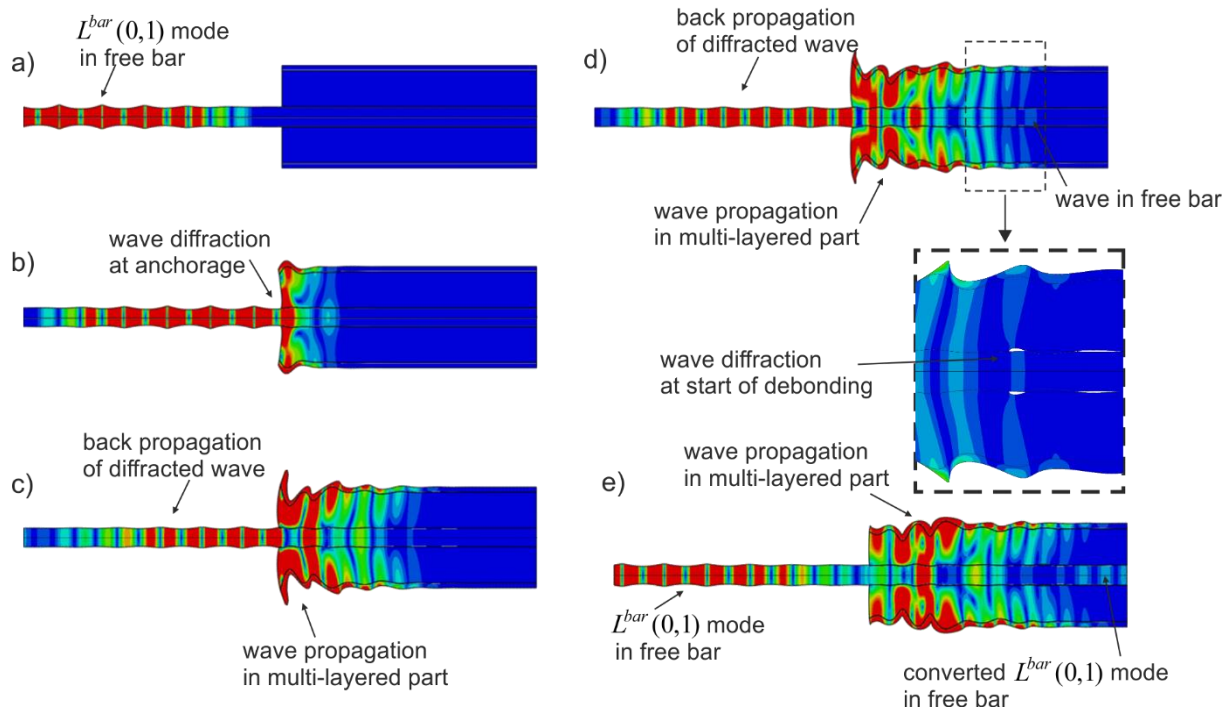 a)
L^bar (0,1) mode
in free bar
b)
wave diffraction
at anchorage
c)
back propagation
of diffracted wave
wave propagation
in multi-layered part
d)
back propagation
of diffracted wave
wave propagation
in multi-layered part
wave in free bar
wave diffraction
at start of debonding
e)
wave propagation
in multi-layered part
L^bar (0,1) mode
in free bar
converted L^bar (0,1) mode
in free bar